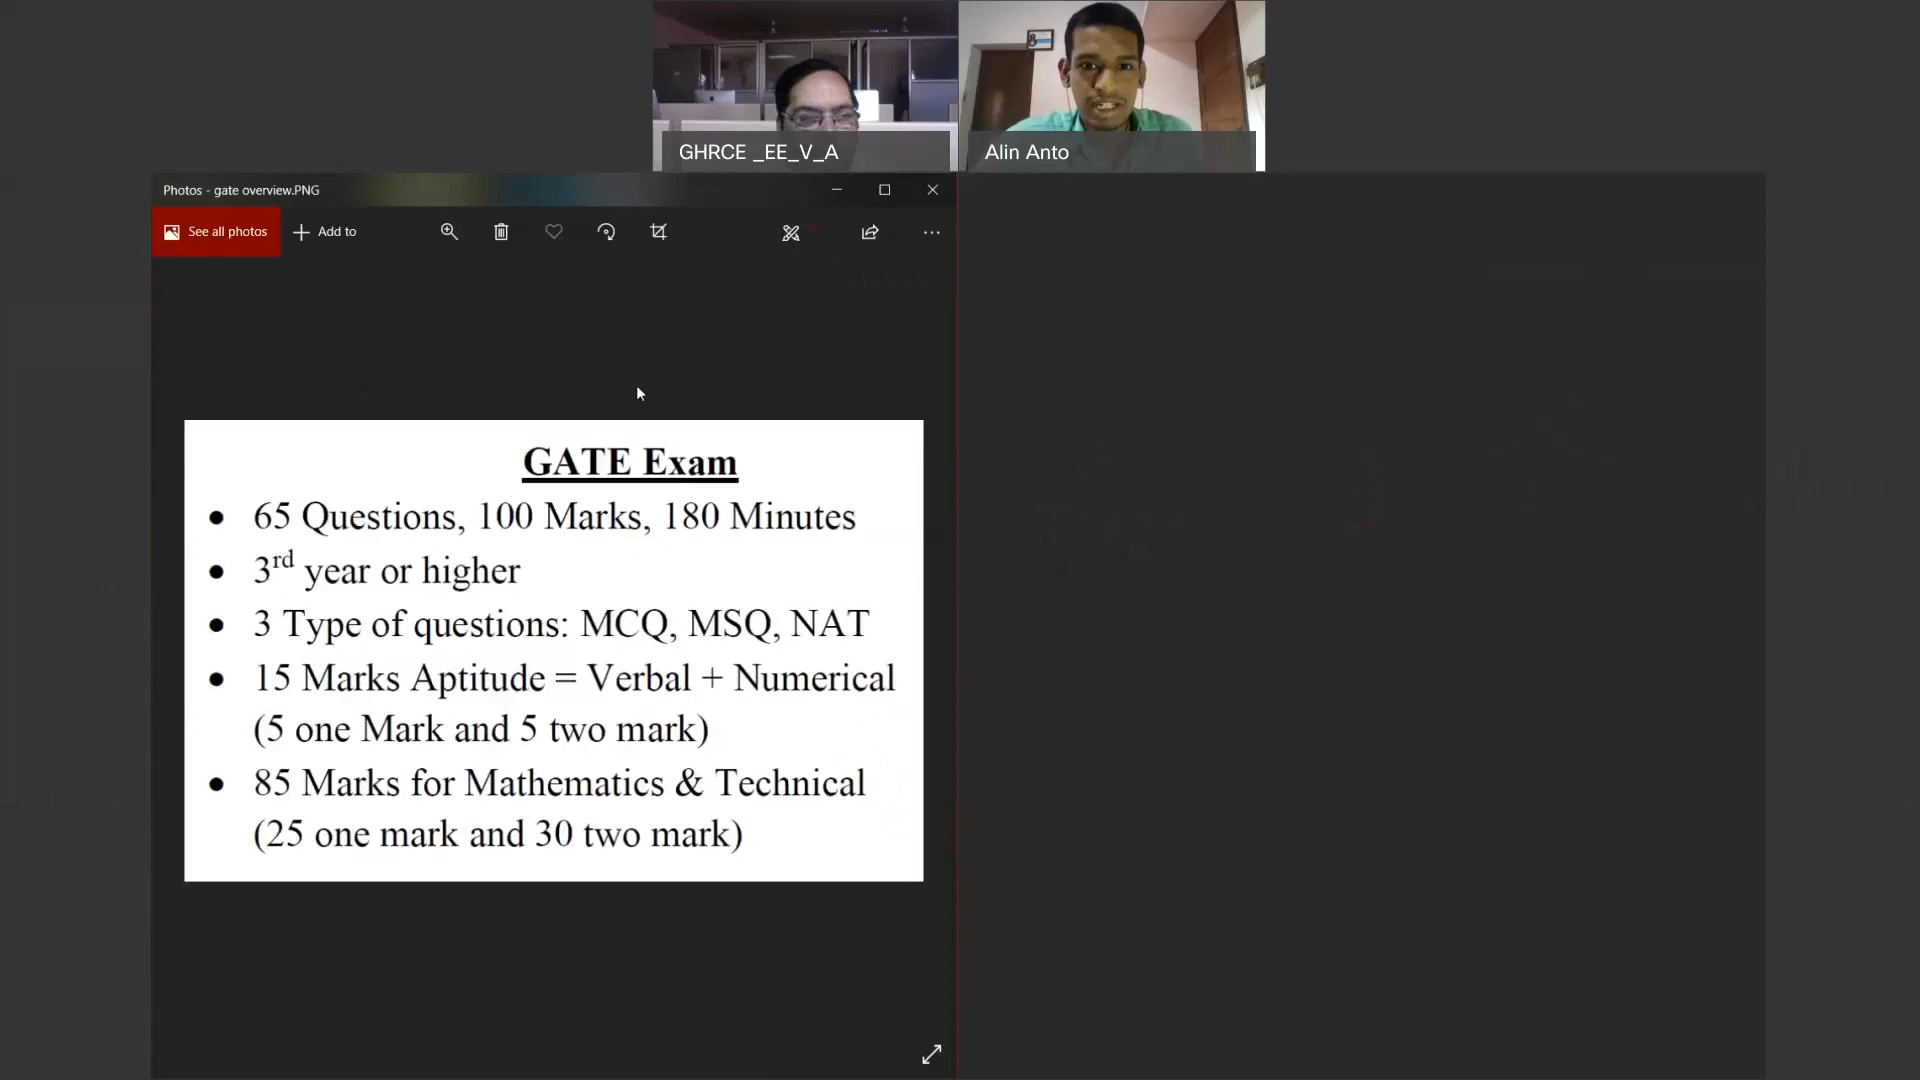 GHRCE _EE_V_A
Alin Anto
Photos - gate overview.PNG
See all photos
Add to
GATE Exam
• 65 Questions, 100 Marks, 180 Minutes
• 3rd year or higher
• 3 Type of questions: MCQ, MSQ, NAT
• 15 Marks Aptitude = Verbal + Numerical
(5 one Mark and 5 two mark)
• 85 Marks for Mathematics & Technical
(25 one mark and 30 two mark)